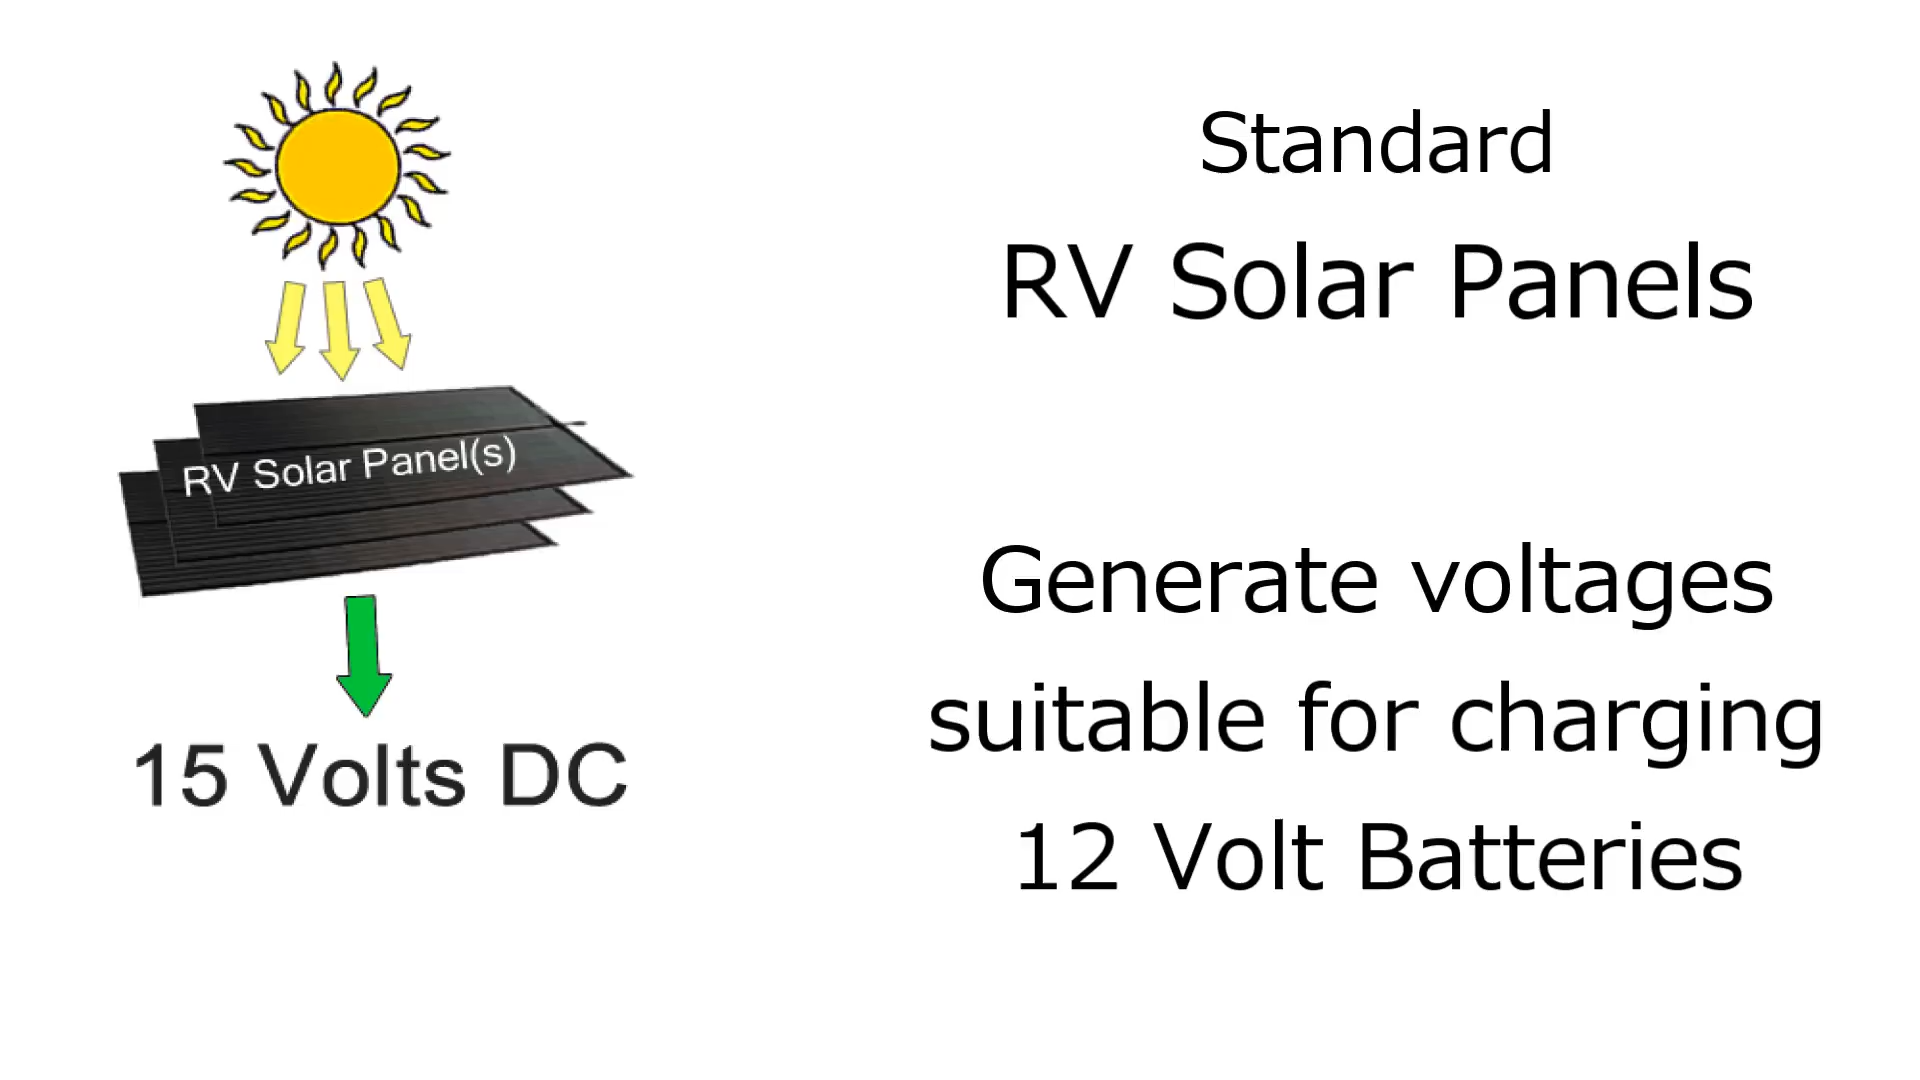 Standard
RV Solar Panels
RV Solar Panel(s)
Generate voltages
suitable for charging
12 Volt Batteries
15 Volts DC